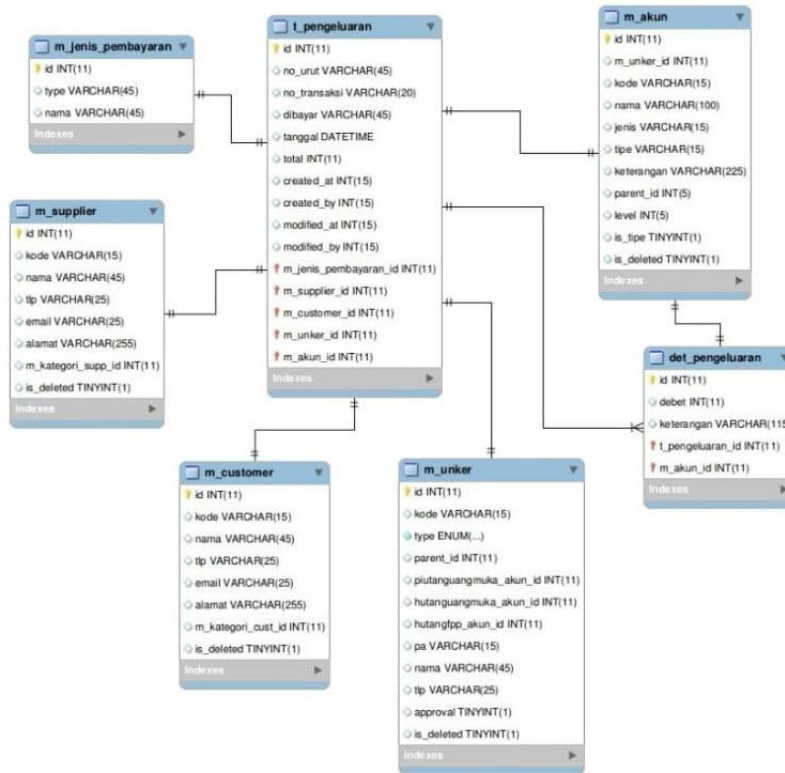 m_jenis_pembayaran
id INT(11)
type VARCHAR(45)
nama VARCHAR(45)
Indexes
t_pengeluaran
id INT(11)
no_urut VARCHAR(45)
no_transaksi VARCHAR(20)
dibayar VARCHAR(45)
tanggal DATETIME
total INT(11)
created_at INT(15)
created_by INT(15)
modified_at INT(15)
modified_by INT(15)
m_jenis_pembayaran_id INT(11)
m_supplier_id INT(11)
m_customer_id INT(11)
m_unker_id INT(11)
m_akun_id INT(11)
Indexes
m_akun
id INT(11)
m_unker_id INT(11)
kode VARCHAR(15)
nama VARCHAR(100)
jenis VARCHAR(15)
tipe VARCHAR(15)
keterangan VARCHAR(225)
parent_id INT(5)
level INT(5)
is_tipe TINYINT(1)
is_deleted TINYINT(1)
Indexes
m_supplier
id INT(11)
kode VARCHAR(15)
nama VARCHAR(45)
tlp VARCHAR(25)
email VARCHAR(25)
alamat VARCHAR(255)
m_kategori_supp_id INT(11)
is_deleted TINYINT(1)
Indexes
det_pengeluaran
id INT(11)
debet INT(11)
keterangan VARCHAR(115
t_pengeluaran_id INT(11)
m_akun_id INT(11)
Indexes
m_customer
id INT(11)
kode VARCHAR(15)
nama VARCHAR(45)
tlp VARCHAR(25)
email VARCHAR(25)
alamat VARCHAR(255)
m_kategori_cust_id INT(11)
is_deleted TINYINT(1)
Indexes
m_unker
id INT(11)
kode VARCHAR(15)
type ENUM(...)
parent_id INT(11)
piutanguangmuka_akun_id INT(11)
hutanguangmuka_akun_id INT(11)
hutangfpp_akun_id INT(11)
pa VARCHAR(15)
nama VARCHAR(45)
tlp VARCHAR(25)
approval TINYINT(1)
is_deleted TINYINT(1)
Indexes